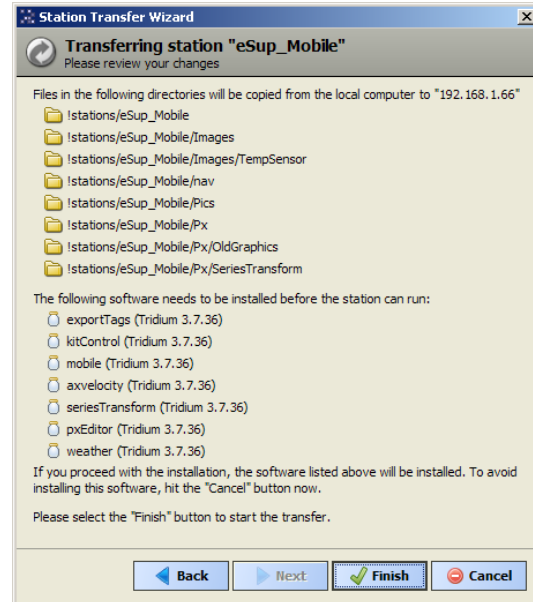 Station Transfer Wizard
Transferring station "eSup_Mobile"
Please review your changes
Files in the following directories will be copied from the local computer to "192.168.1.66"
!stations/eSup_Mobile
!stations/eSup_Mobile/Images
!stations/eSup_Mobile/Images/TempSensor
!stations/eSup_Mobile/nav
!stations/eSup_Mobile/Pics
!stations/eSup_Mobile/Px
!stations/eSup_Mobile/Px/OldGraphics
!stations/eSup_Mobile/Px/SeriesTransform
The following software needs to be installed before the station can run:
exportTags (Tridium 3.7.36)
kitControl (Tridium 3.7.36)
mobile (Tridium 3.7.36)
axvelocity (Tridium 3.7.36)
seriesTransform (Tridium 3.7.36)
pxEditor (Tridium 3.7.36)
weather (Tridium 3.7.36)
If you proceed with the installation, the software listed above will be installed. To avoid
installing this software, hit the "Cancel" button now.
Please select the "Finish" button to start the transfer.
Back Next Finish Cancel